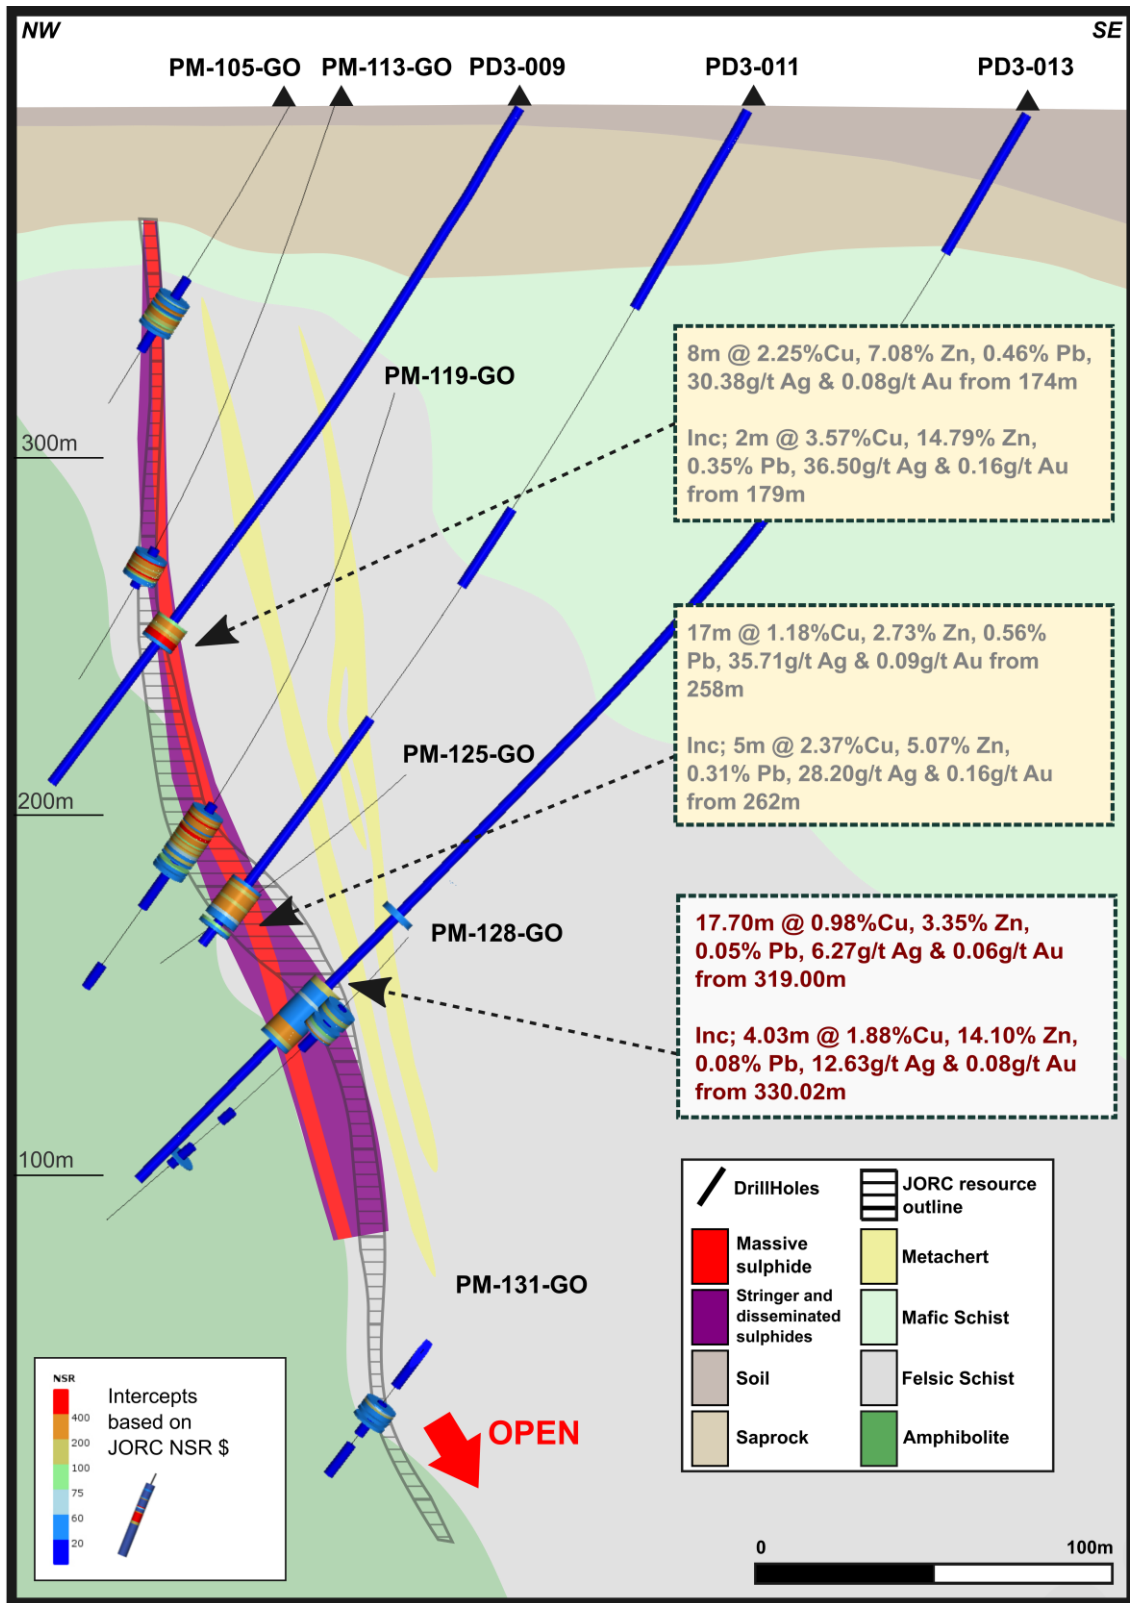 NW
SE
PM-105-GO
PM-113-GO
PD3-009
PD3-011
PD3-013
8m @ 2.25%Cu, 7.08% Zn, 0.46% Pb,
30.38g/t Ag & 0.08g/t Au from 174m
Inc; 2m @ 3.57%Cu, 14.79% Zn,
0.35% Pb, 36.50g/t Ag & 0.16g/t Au
from 179m
PM-119-GO
300m
17m @ 1.18%Cu, 2.73% Zn, 0.56%
Pb, 35.71g/t Ag & 0.09g/t Au from
258m
Inc; 5m @ 2.37%Cu, 5.07% Zn,
0.31% Pb, 28.20g/t Ag & 0.16g/t Au
from 262m
PM-125-GO
200m
17.70m @ 0.98%Cu, 3.35% Zn,
0.05% Pb, 6.27g/t Ag & 0.06g/t Au
from 319.00m
Inc; 4.03m @ 1.88%Cu, 14.10% Zn,
0.08% Pb, 12.63g/t Ag & 0.08g/t Au
from 330.02m
PM-128-GO
100m
PM-131-GO
OPEN
DrillHoles
JORC resource
outline
Massive
sulphide
Metachert
Stringer and
disseminated
sulphides
Mafic Schist
Soil
Felsic Schist
Saprock
Amphibolite
NSR
400
200
100
75
60
20
Intercepts
based on
JORC NSR $
0
100m